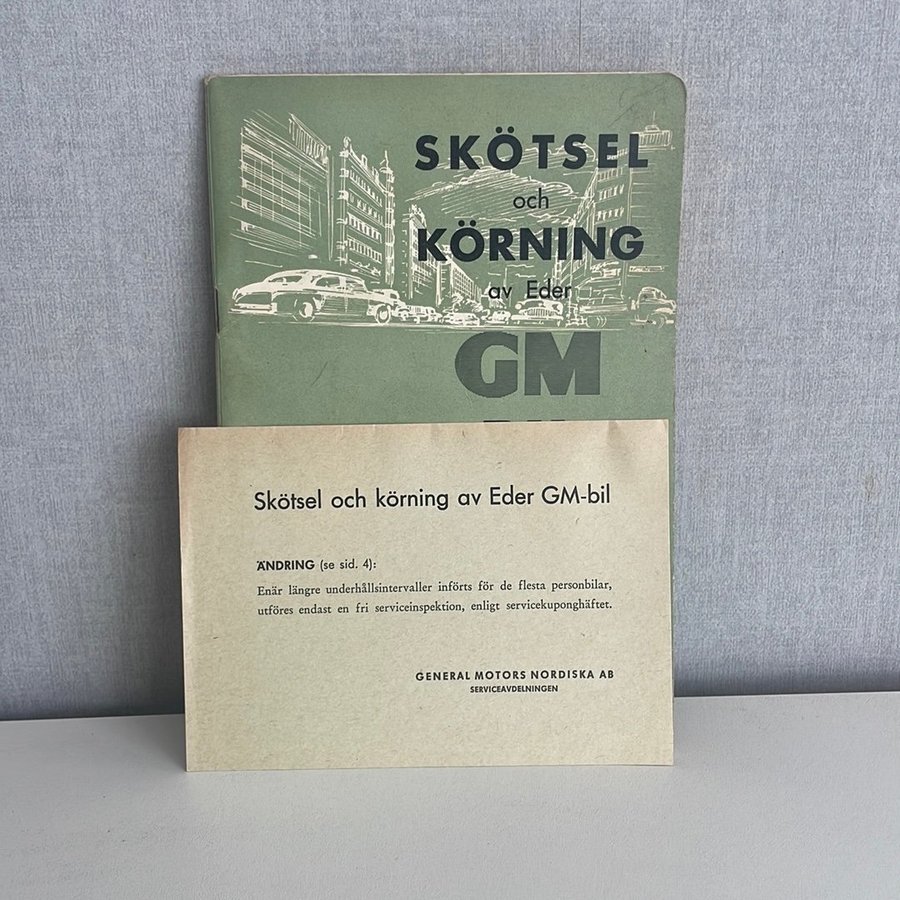 SKÖTSEL
och
KÖRNING
av Eder
GM
Skötsel och körning av Eder GM-bil
ÄNDRING (se sid. 4):
Enär längre underhållsintervaller införts för de flesta personbilar,
utföres endast en fri serviceinspektion, enligt servicekuponghäftet.
GENERAL MOTORS NORDISKA AB
SERVICEAVDELNINGEN